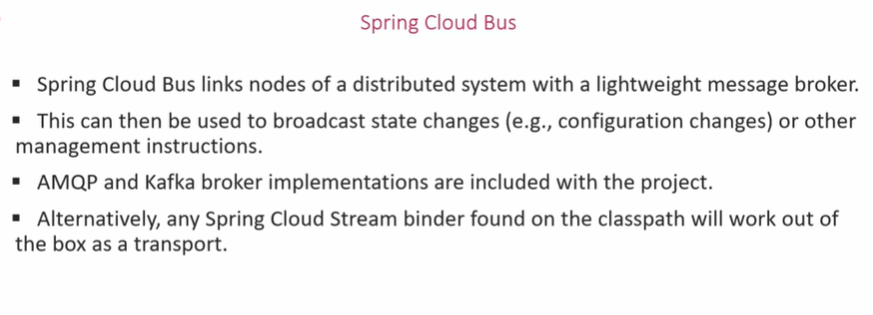 Spring Cloud Bus
▪ Spring Cloud Bus links nodes of a distributed system with a lightweight message broker.
▪ This can then be used to broadcast state changes (e.g., configuration changes) or other
management instructions.
▪ AMQP and Kafka broker implementations are included with the project.
▪ Alternatively, any Spring Cloud Stream binder found on the classpath will work out of
the box as a transport.